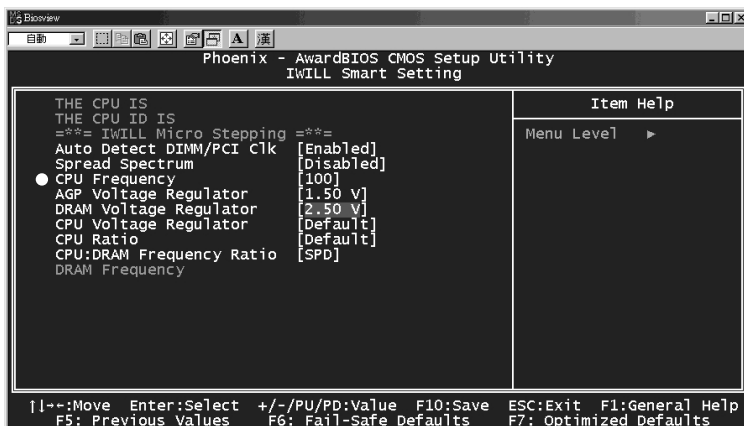 Biosview
自動
A 漢
Phoenix - AwardBIOS CMOS Setup Utility
IWILL Smart Setting
THE CPU IS
THE CPU ID IS
=**= IWILL Micro Stepping =**=
Auto Detect DIMM/PCI Clk [Enabled]
Spread Spectrum [Disabled]
CPU Frequency [100]
AGP Voltage Regulator [1.50 V]
DRAM Voltage Regulator [2.50 V]
CPU Voltage Regulator [Default]
CPU Ratio [Default]
CPU:DRAM Frequency Ratio [SPD]
DRAM Frequency
Item Help
Menu Level ►
↑↓→←:Move Enter:Select +/-/PU/PD:Value F10:Save ESC:Exit F1:General Help
F5: Previous Values F6: Fail-Safe Defaults F7: Optimized Defaults